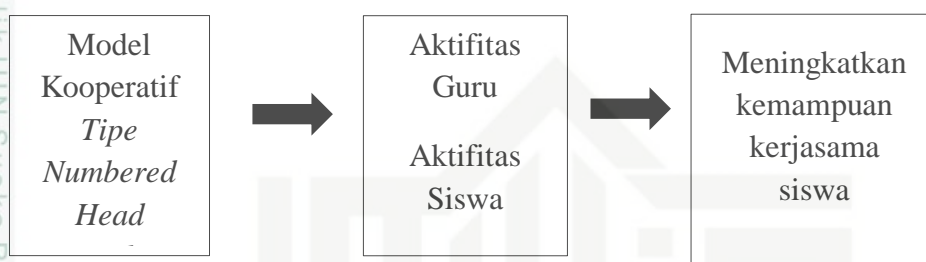 Model
Kooperatif
Tipe
Numbered
Head
Aktifitas
Guru
Aktifitas
Siswa
Meningkatkan
kemampuan
kerjasama
siswa